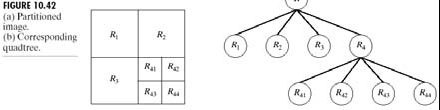 FIGURE 10.42
(a) Partitioned
image.
(b) Corresponding
quadtree.
R1 R2
R3 R41 R42
R43 R44
R1 R2 R3 R4
R41 R42 R43 R44